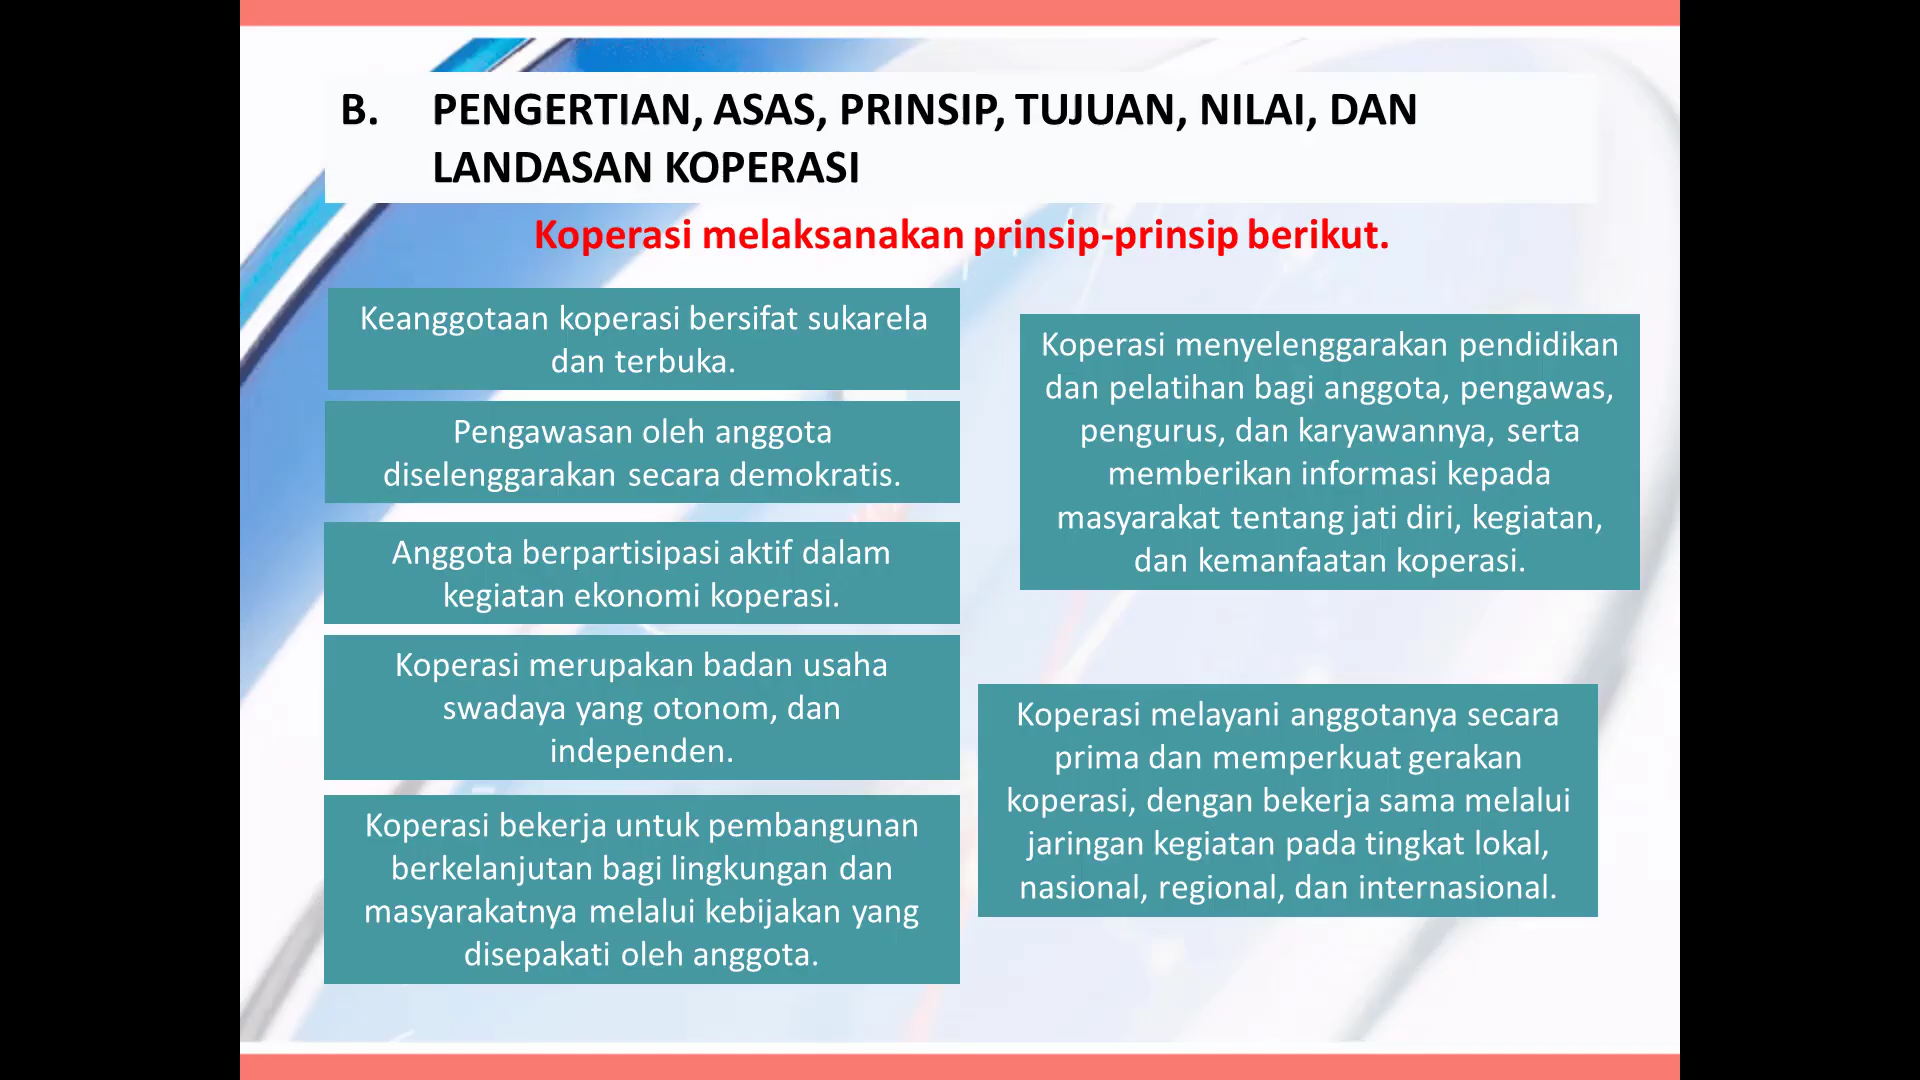 B. PENGERTIAN, ASAS, PRINSIP, TUJUAN, NILAI, DAN
LANDASAN KOPERASI
Koperasi melaksanakan prinsip-prinsip berikut.
Keanggotaan koperasi bersifat sukarela
dan terbuka.
Pengawasan oleh anggota
diselenggarakan secara demokratis.
Anggota berpartisipasi aktif dalam
kegiatan ekonomi koperasi.
Koperasi merupakan badan usaha
swadaya yang otonom, dan
independen.
Koperasi bekerja untuk pembangunan
berkelanjutan bagi lingkungan dan
masyarakatnya melalui kebijakan yang
disepakati oleh anggota.
Koperasi menyelenggarakan pendidikan
dan pelatihan bagi anggota, pengawas,
pengurus, dan karyawannya, serta
memberikan informasi kepada
masyarakat tentang jati diri, kegiatan,
dan kemanfaatan koperasi.
Koperasi melayani anggotanya secara
prima dan memperkuat gerakan
koperasi, dengan bekerja sama melalui
jaringan kegiatan pada tingkat lokal,
nasional, regional, dan internasional.